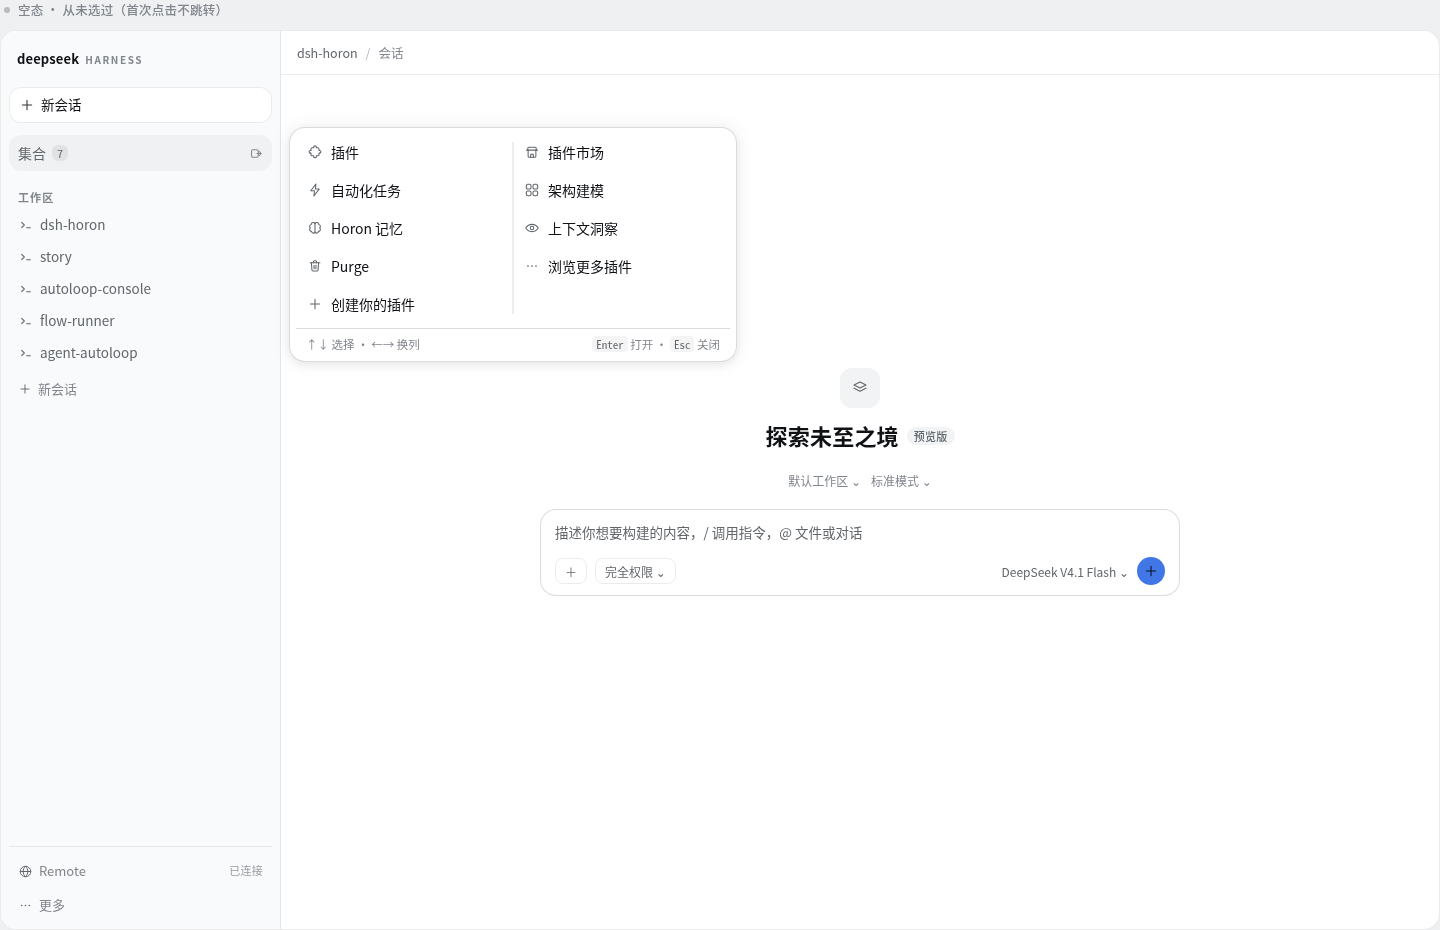 空态 · 从未选过（首次点击不跳转）
deepseek HARNESS
新会话
集合 7
工作区
dsh-horon
story
autoloop-console
flow-runner
agent-autoloop
新会话
Remote 已连接
更多
dsh-horon / 会话
插件
自动化任务
Horon 记忆
Purge
创建你的插件
插件市场
架构建模
上下文洞察
浏览更多插件
↑↓ 选择 · ←→ 换列
Enter 打开 · Esc 关闭
探索未至之境 预览版
默认工作区 标准模式
描述你想要构建的内容，/ 调用指令，@ 文件或对话
完全权限
DeepSeek V4.1 Flash